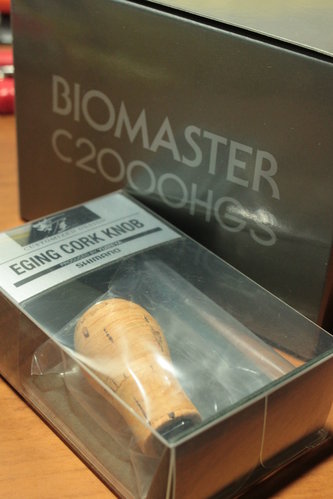 BIOMASTER
C2000HGS
EGING CORK KNOB
SHIMANO